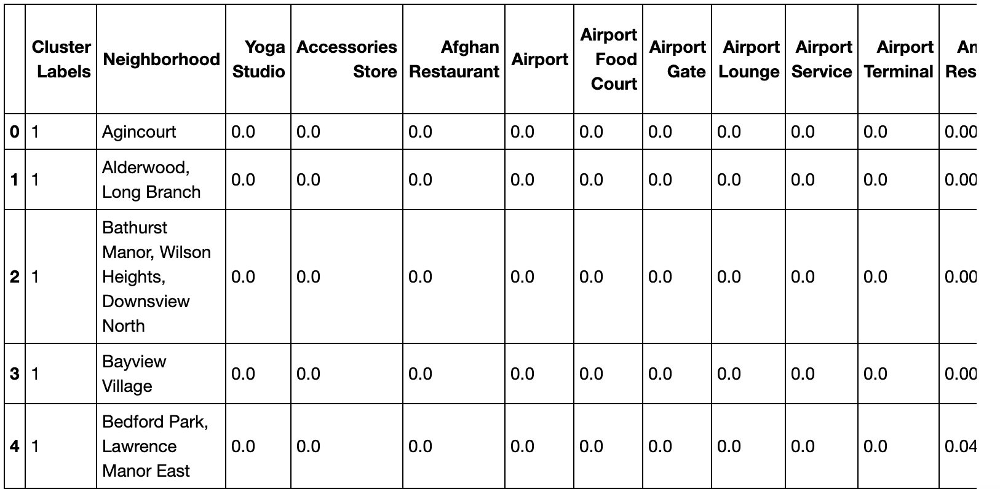 Cluster Labels Neighborhood Yoga Studio Accessories Store Afghan Restaurant Airport Airport Food Court Airport Gate Airport Lounge Airport Service Airport Terminal An Res
0 1 Agincourt 0.0 0.0 0.0 0.0 0.0 0.0 0.0 0.0 0.0 0.00
1 1 Alderwood, Long Branch 0.0 0.0 0.0 0.0 0.0 0.0 0.0 0.0 0.0 0.00
2 1 Bathurst Manor, Wilson Heights, Downsview North 0.0 0.0 0.0 0.0 0.0 0.0 0.0 0.0 0.0 0.00
3 1 Bayview Village 0.0 0.0 0.0 0.0 0.0 0.0 0.0 0.0 0.0 0.00
4 1 Bedford Park, Lawrence Manor East 0.0 0.0 0.0 0.0 0.0 0.0 0.0 0.0 0.0 0.04